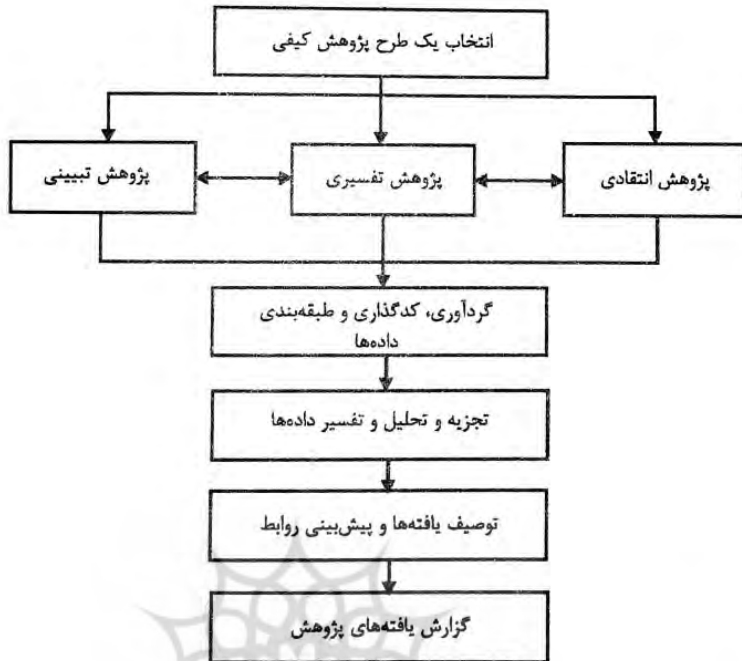 انتخاب یک طرح پژوهش کیفی
پژوهش انتقادی
پژوهش تفسیری
پژوهش تبیینی
گردآوری، کدگذاری و طبقه‌بندی
داده‌ها
تجزیه و تحلیل و تفسیر داده‌ها
توصیف یافته‌ها و پیش‌بینی روابط
گزارش یافته‌های پژوهش